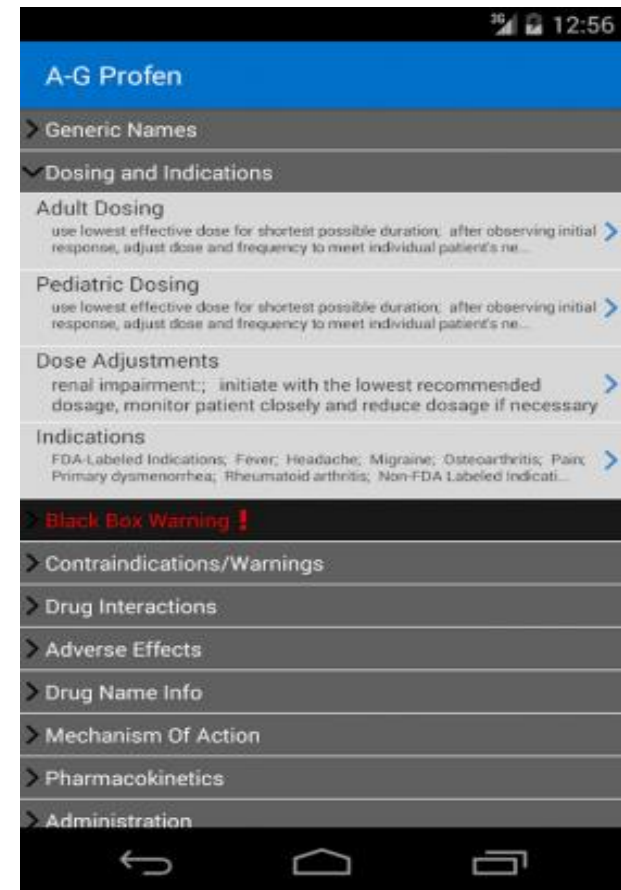 3G 12:56
A-G Profen
Generic Names
Dosing and Indications
Adult Dosing
use lowest effective dose for shortest possible duration; after observing initial
response, adjust dose and frequency to meet individual patient's ne...
Pediatric Dosing
use lowest effective dose for shortest possible duration; after observing initial
response, adjust dose and frequency to meet individual patient's ne...
Dose Adjustments
renal impairment:; initiate with the lowest recommended
dosage, monitor patient closely and reduce dosage if necessary
Indications
FDA-Labeled Indications; Fever; Headache; Migraine; Osteoarthritis; Pain;
Primary dysmenorrhea; Rheumatoid arthritis; Non-FDA Labeled Indicati...
Black Box Warning !
Contraindications/Warnings
Drug Interactions
Adverse Effects
Drug Name Info
Mechanism Of Action
Pharmacokinetics
Administration